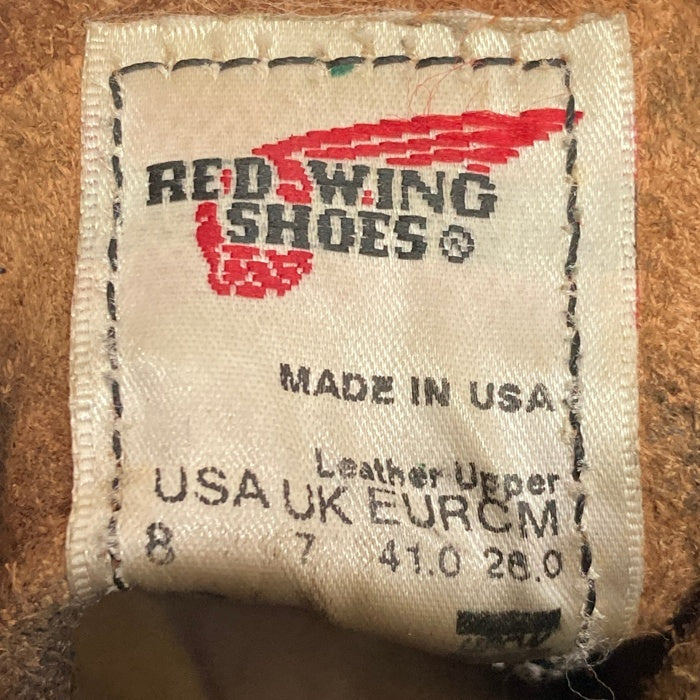 RED WING
SHOES®
MADE IN USA
Leather Upper
USA UK EUR CM
8 7 41.0 26.0